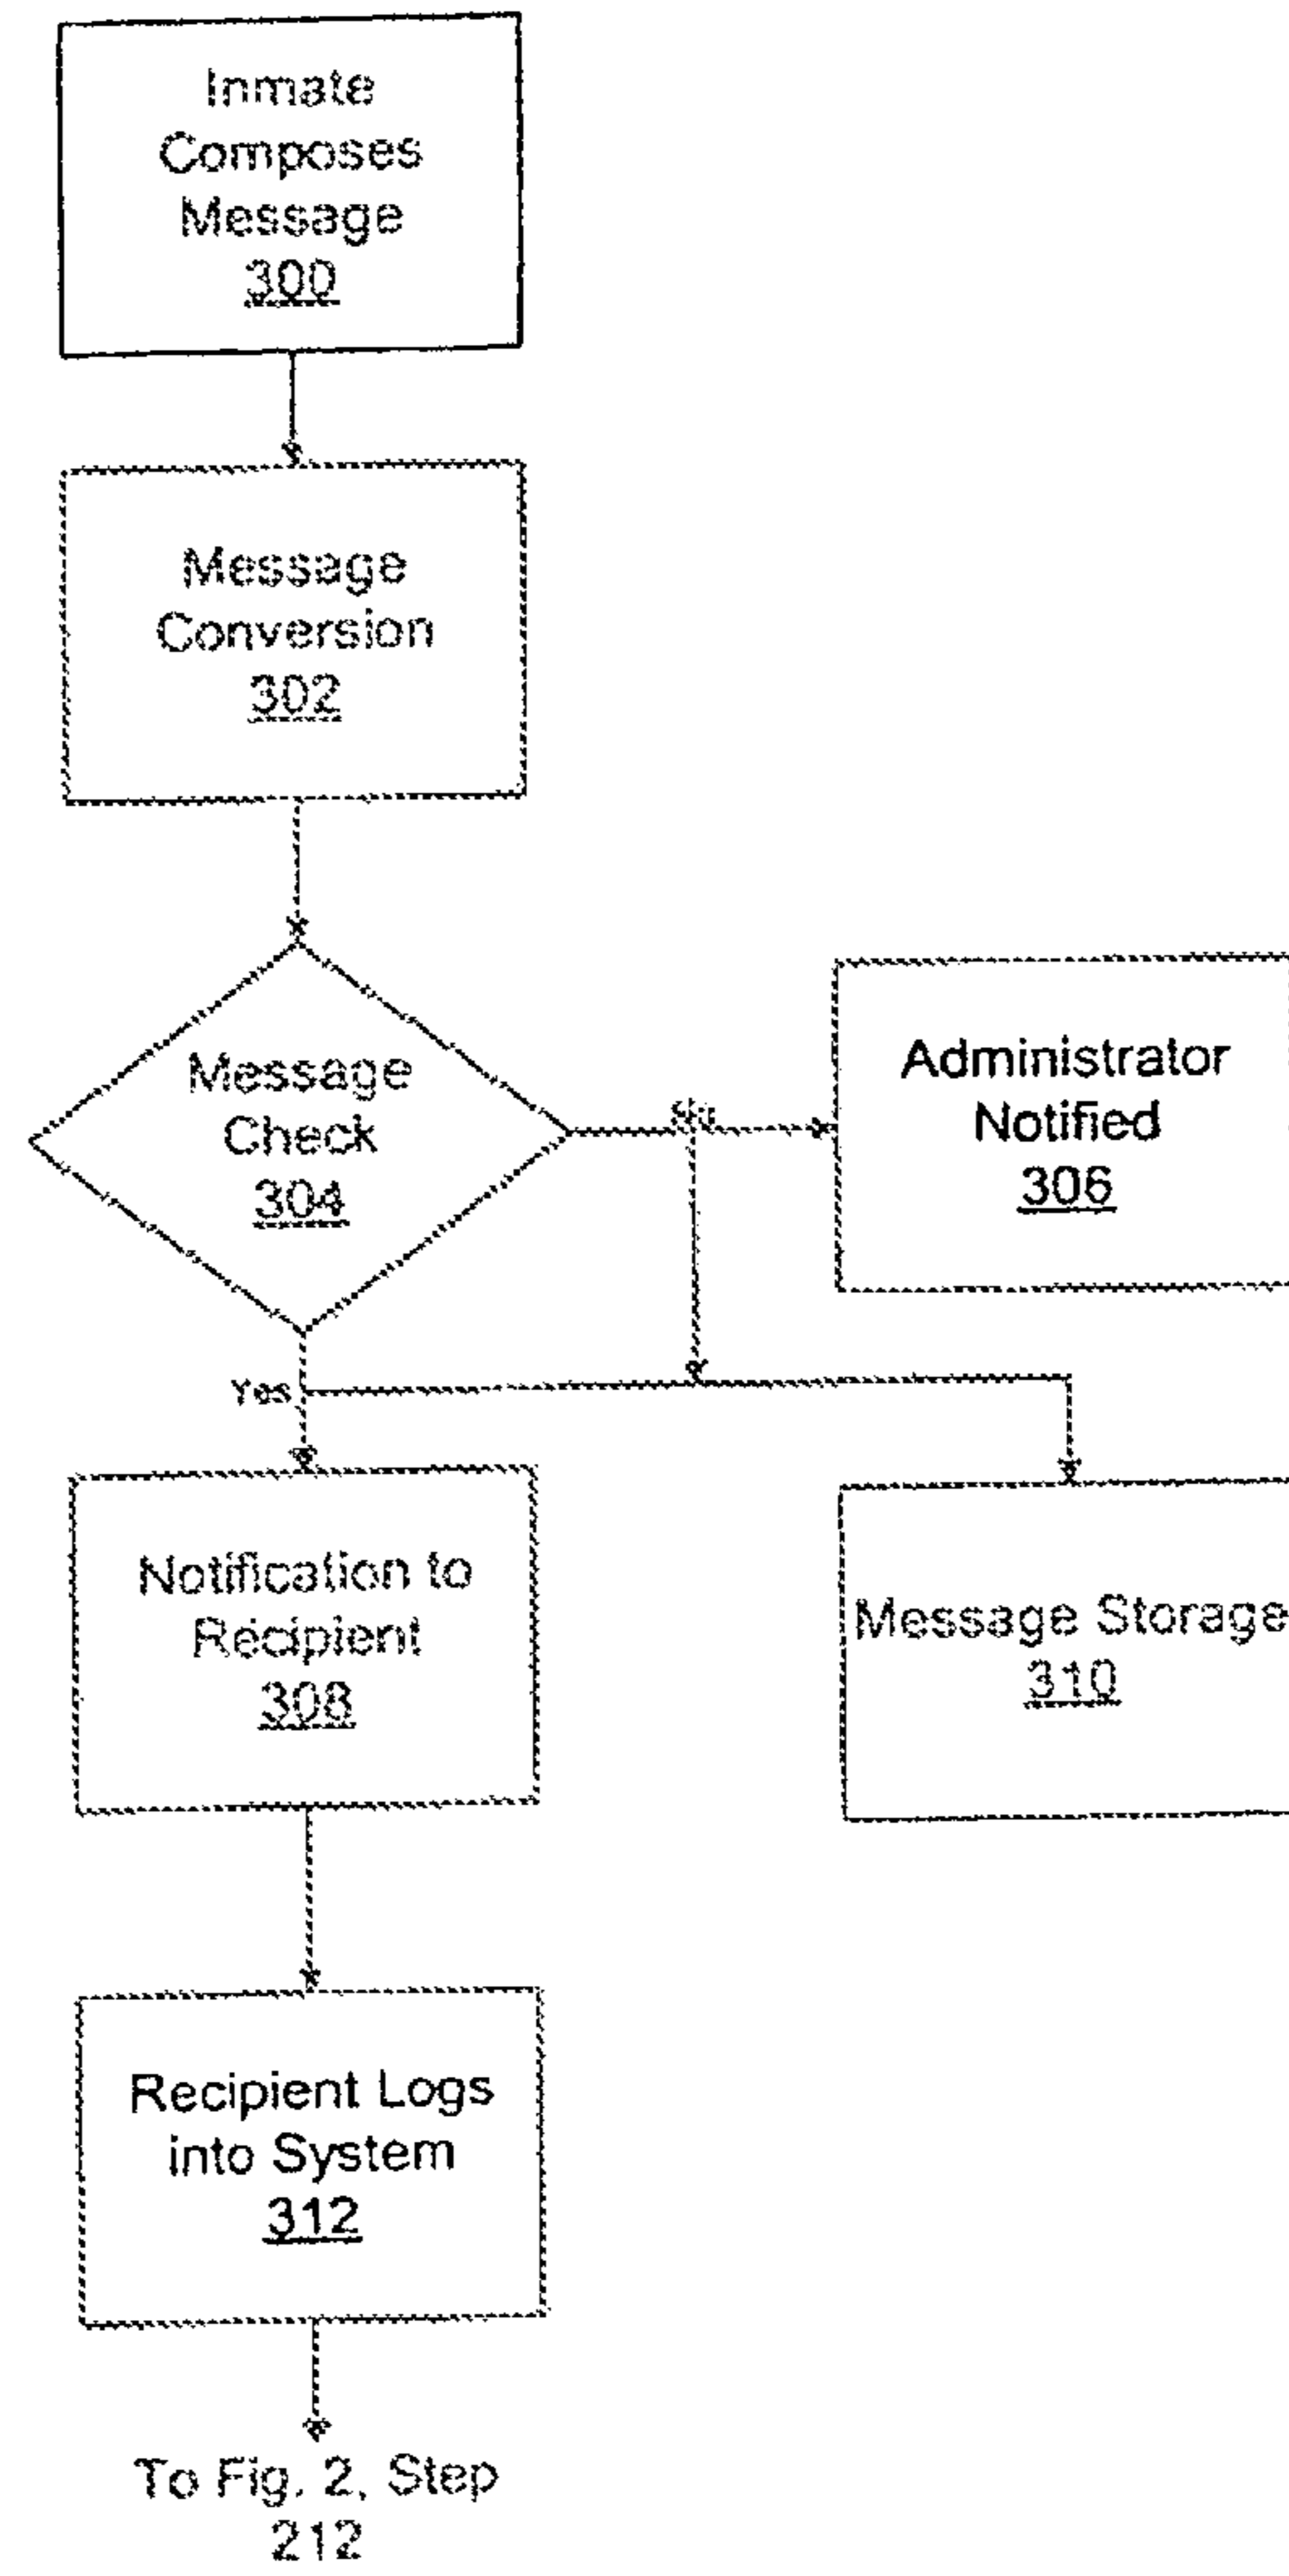 Inmate
Composes
Message
300
Message
Conversion
302
Message
Check
304
Administrator
Notified
306
Yes
Notification to
Recipient
308
Message Storage
310
Recipient Logs
into System
312
To Fig. 2, Step
212